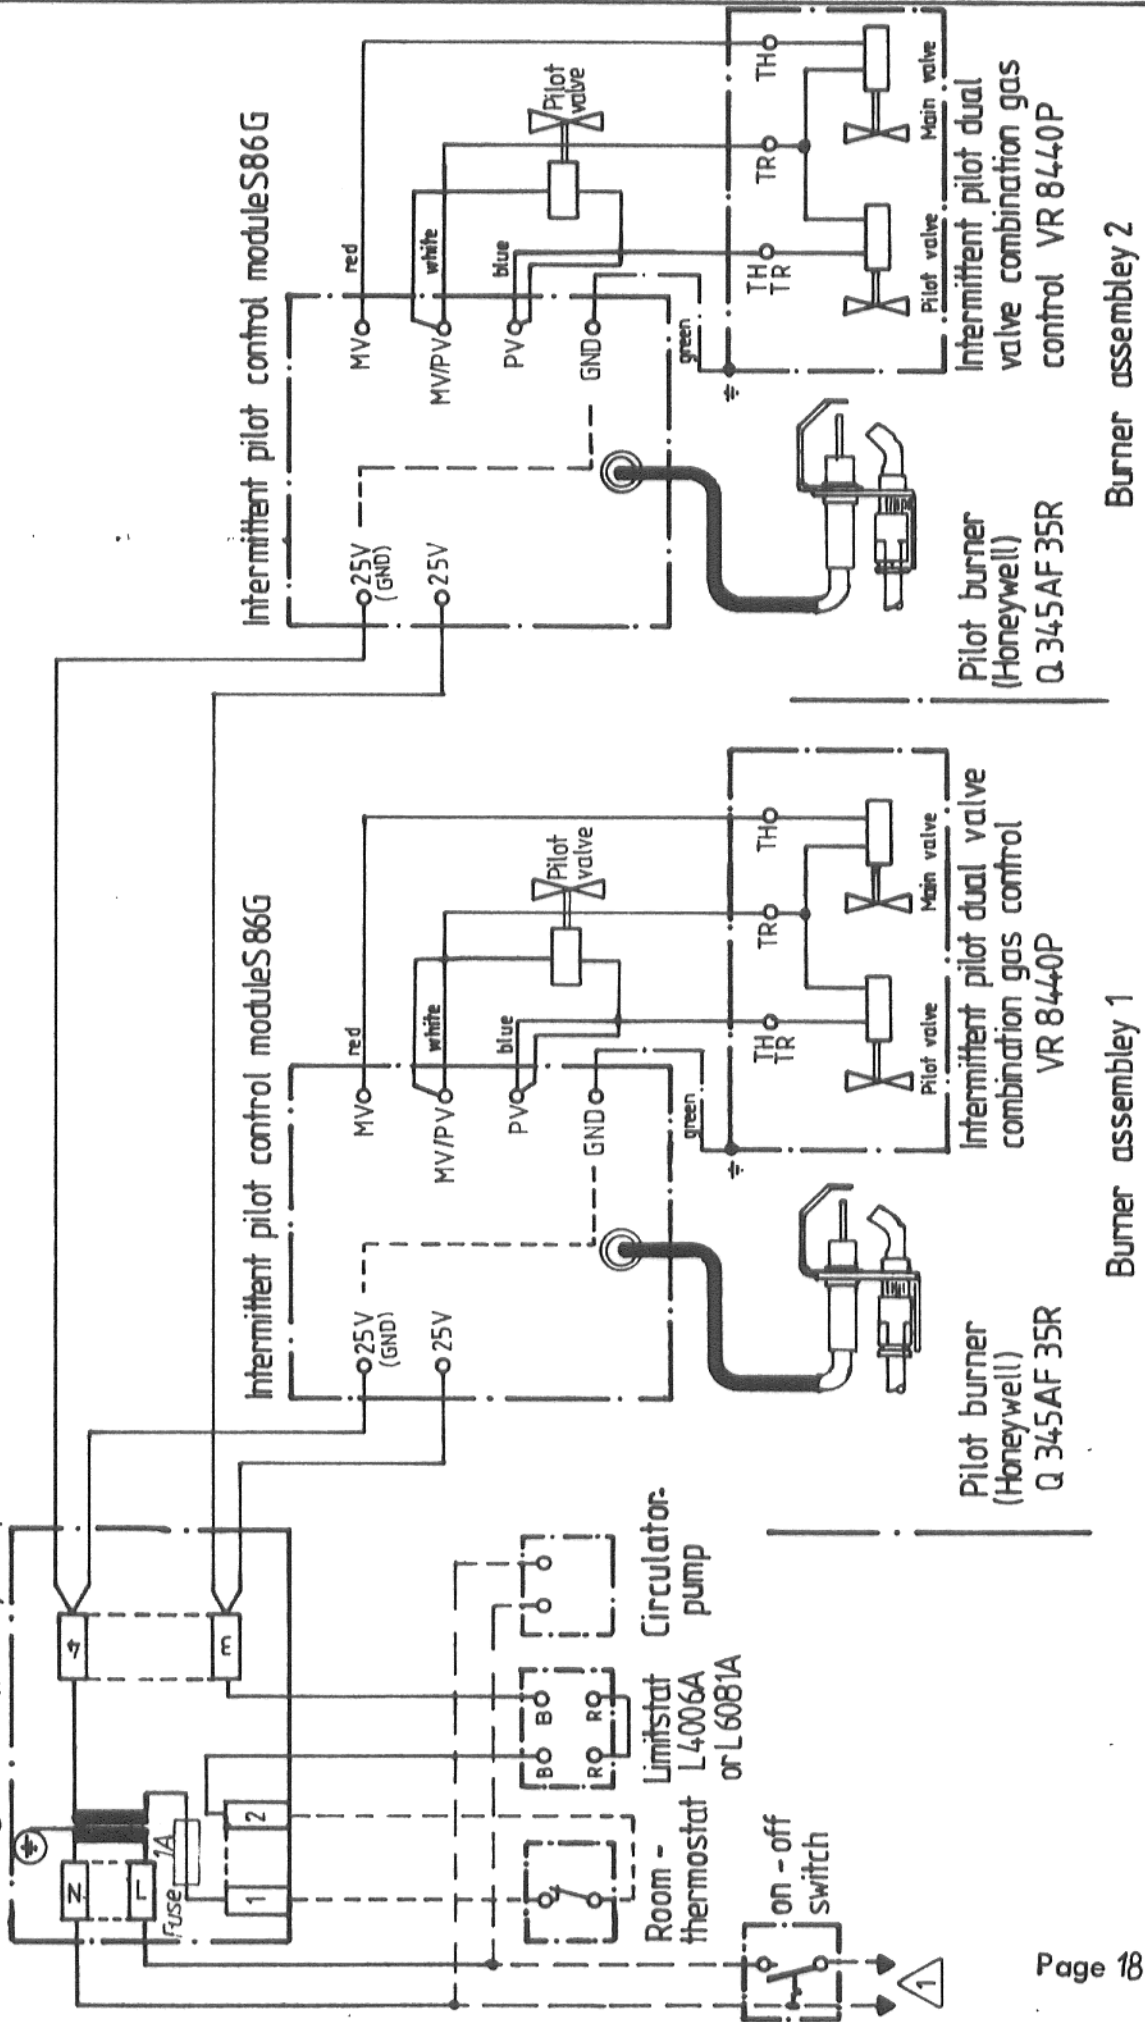 Intermittent pilot control module S86G
MV
red
MV/PV
white
PV
blue
GND
green
25V
(GND)
25V
Pilot
valve
TH
TR
TH
TR
Main valve
Pilot valve
Intermittent pilot dual
valve combination gas
control VR 8440P
Pilot burner
(Honeywell)
Q 345AF 35R
Burner assembley 2
Intermittent pilot control module S86G
MV
red
MV/PV
white
PV
blue
GND
green
25V
(GND)
25V
Pilot
valve
TH
TR
TH
TR
Main valve
Pilot valve
Intermittent pilot dual valve
combination gas control
VR 8440P
Pilot burner
(Honeywell)
Q 345AF 35R
Burner assembley 1
4
3
N
L
1A
Fuse
1
2
B
B
R
R
Circulator-
pump
Limitstat
L4006A
or L6081A
Room-
thermostat
on-off
switch
1
Page 18